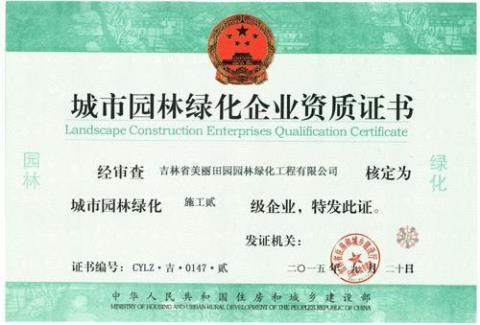 城市园林绿化企业资质证书
Landscape Construction Enterprises Qualification Certificate
园林
绿化
经审查 吉林省美丽田园园林绿化工程有限公司 核定为
城市园林绿化 施工贰 级企业，特发此证。
发证机关：
证书编号：CYLZ·吉·0147·贰 二〇一五年九月二十日
中华人民共和国住房和城乡建设部
MINISTRY OF HOUSING AND URBAN-RURAL DEVELOPMENT OF THE PEOPLE'S REPUBLIC OF CHINA